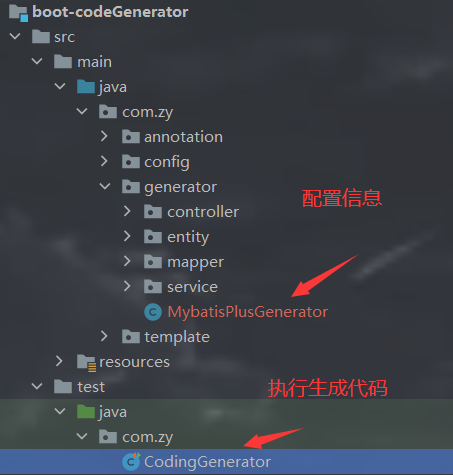 boot-codeGenerator
src
main
java
com.zy
annotation
config
generator
controller
配置信息
entity
mapper
service
MybatisPlusGenerator
template
resources
test
执行生成代码
java
com.zy
CodingGenerator